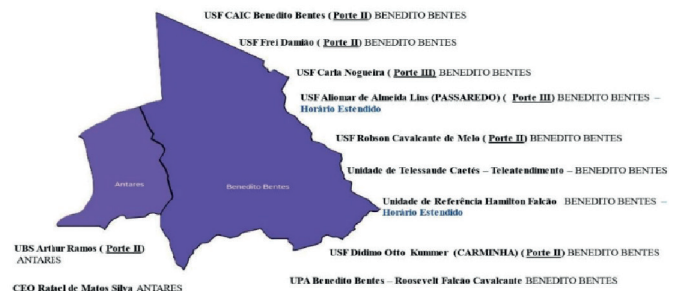 USF CAIC Benedito Bentes ( Porte II) BENEDITO BENTES
USF Frei Damião ( Porte II) BENEDITO BENTES
USF Carla Nogueira ( Porte III) BENEDITO BENTES
USF Aliomar de Almeida Lins (PASSAREDO) ( Porte III) BENEDITO BENTES –
Horário Estendido
USF Robson Cavalcante de Melo ( Porte II) BENEDITO BENTES
Unidade de Telessaude Caetés – Teleatendimento – BENEDITO BENTES
Antares
Benedito Bentes
Unidade de Referência Hamilton Falcão BENEDITO BENTES –
Horário Estendido
UBS Arthur Ramos ( Porte II)
ANTARES
USF Didimo Otto Kummer (CARMINHA) ( Porte II) BENEDITO BENTES
UPA Benedito Bentes – Roosevelt Falcão Cavalcante BENEDITO BENTES
CEO Rafael de Matos Silva ANTARES